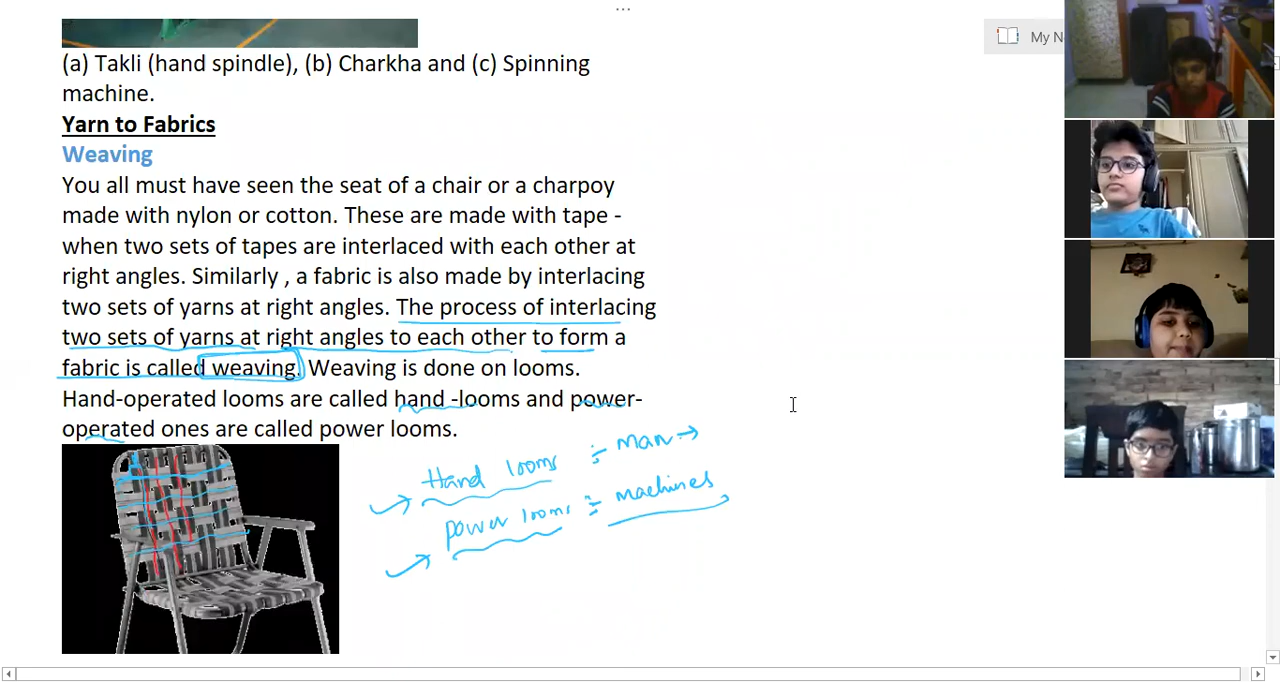 ...
My N
(a) Takli (hand spindle), (b) Charkha and (c) Spinning
machine.
Yarn to Fabrics
Weaving
You all must have seen the seat of a chair or a charpoy
made with nylon or cotton. These are made with tape -
when two sets of tapes are interlaced with each other at
right angles. Similarly , a fabric is also made by interlacing
two sets of yarns at right angles. The process of interlacing
two sets of yarns at right angles to each other to form a
fabric is called weaving. Weaving is done on looms.
Hand-operated looms are called hand -looms and power-
operated ones are called power looms.
Hand looms ÷ man →
power looms ÷ machines